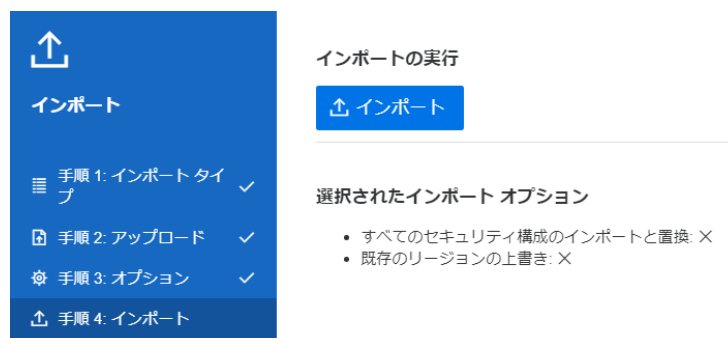 インポート
手順 1: インポート タイ
プ
手順 2: アップロード
手順 3: オプション
手順 4: インポート
インポートの実行
インポート
選択されたインポート オプション
• すべてのセキュリティ構成のインポートと置換: ✕
• 既存のリージョンの上書き: ✕